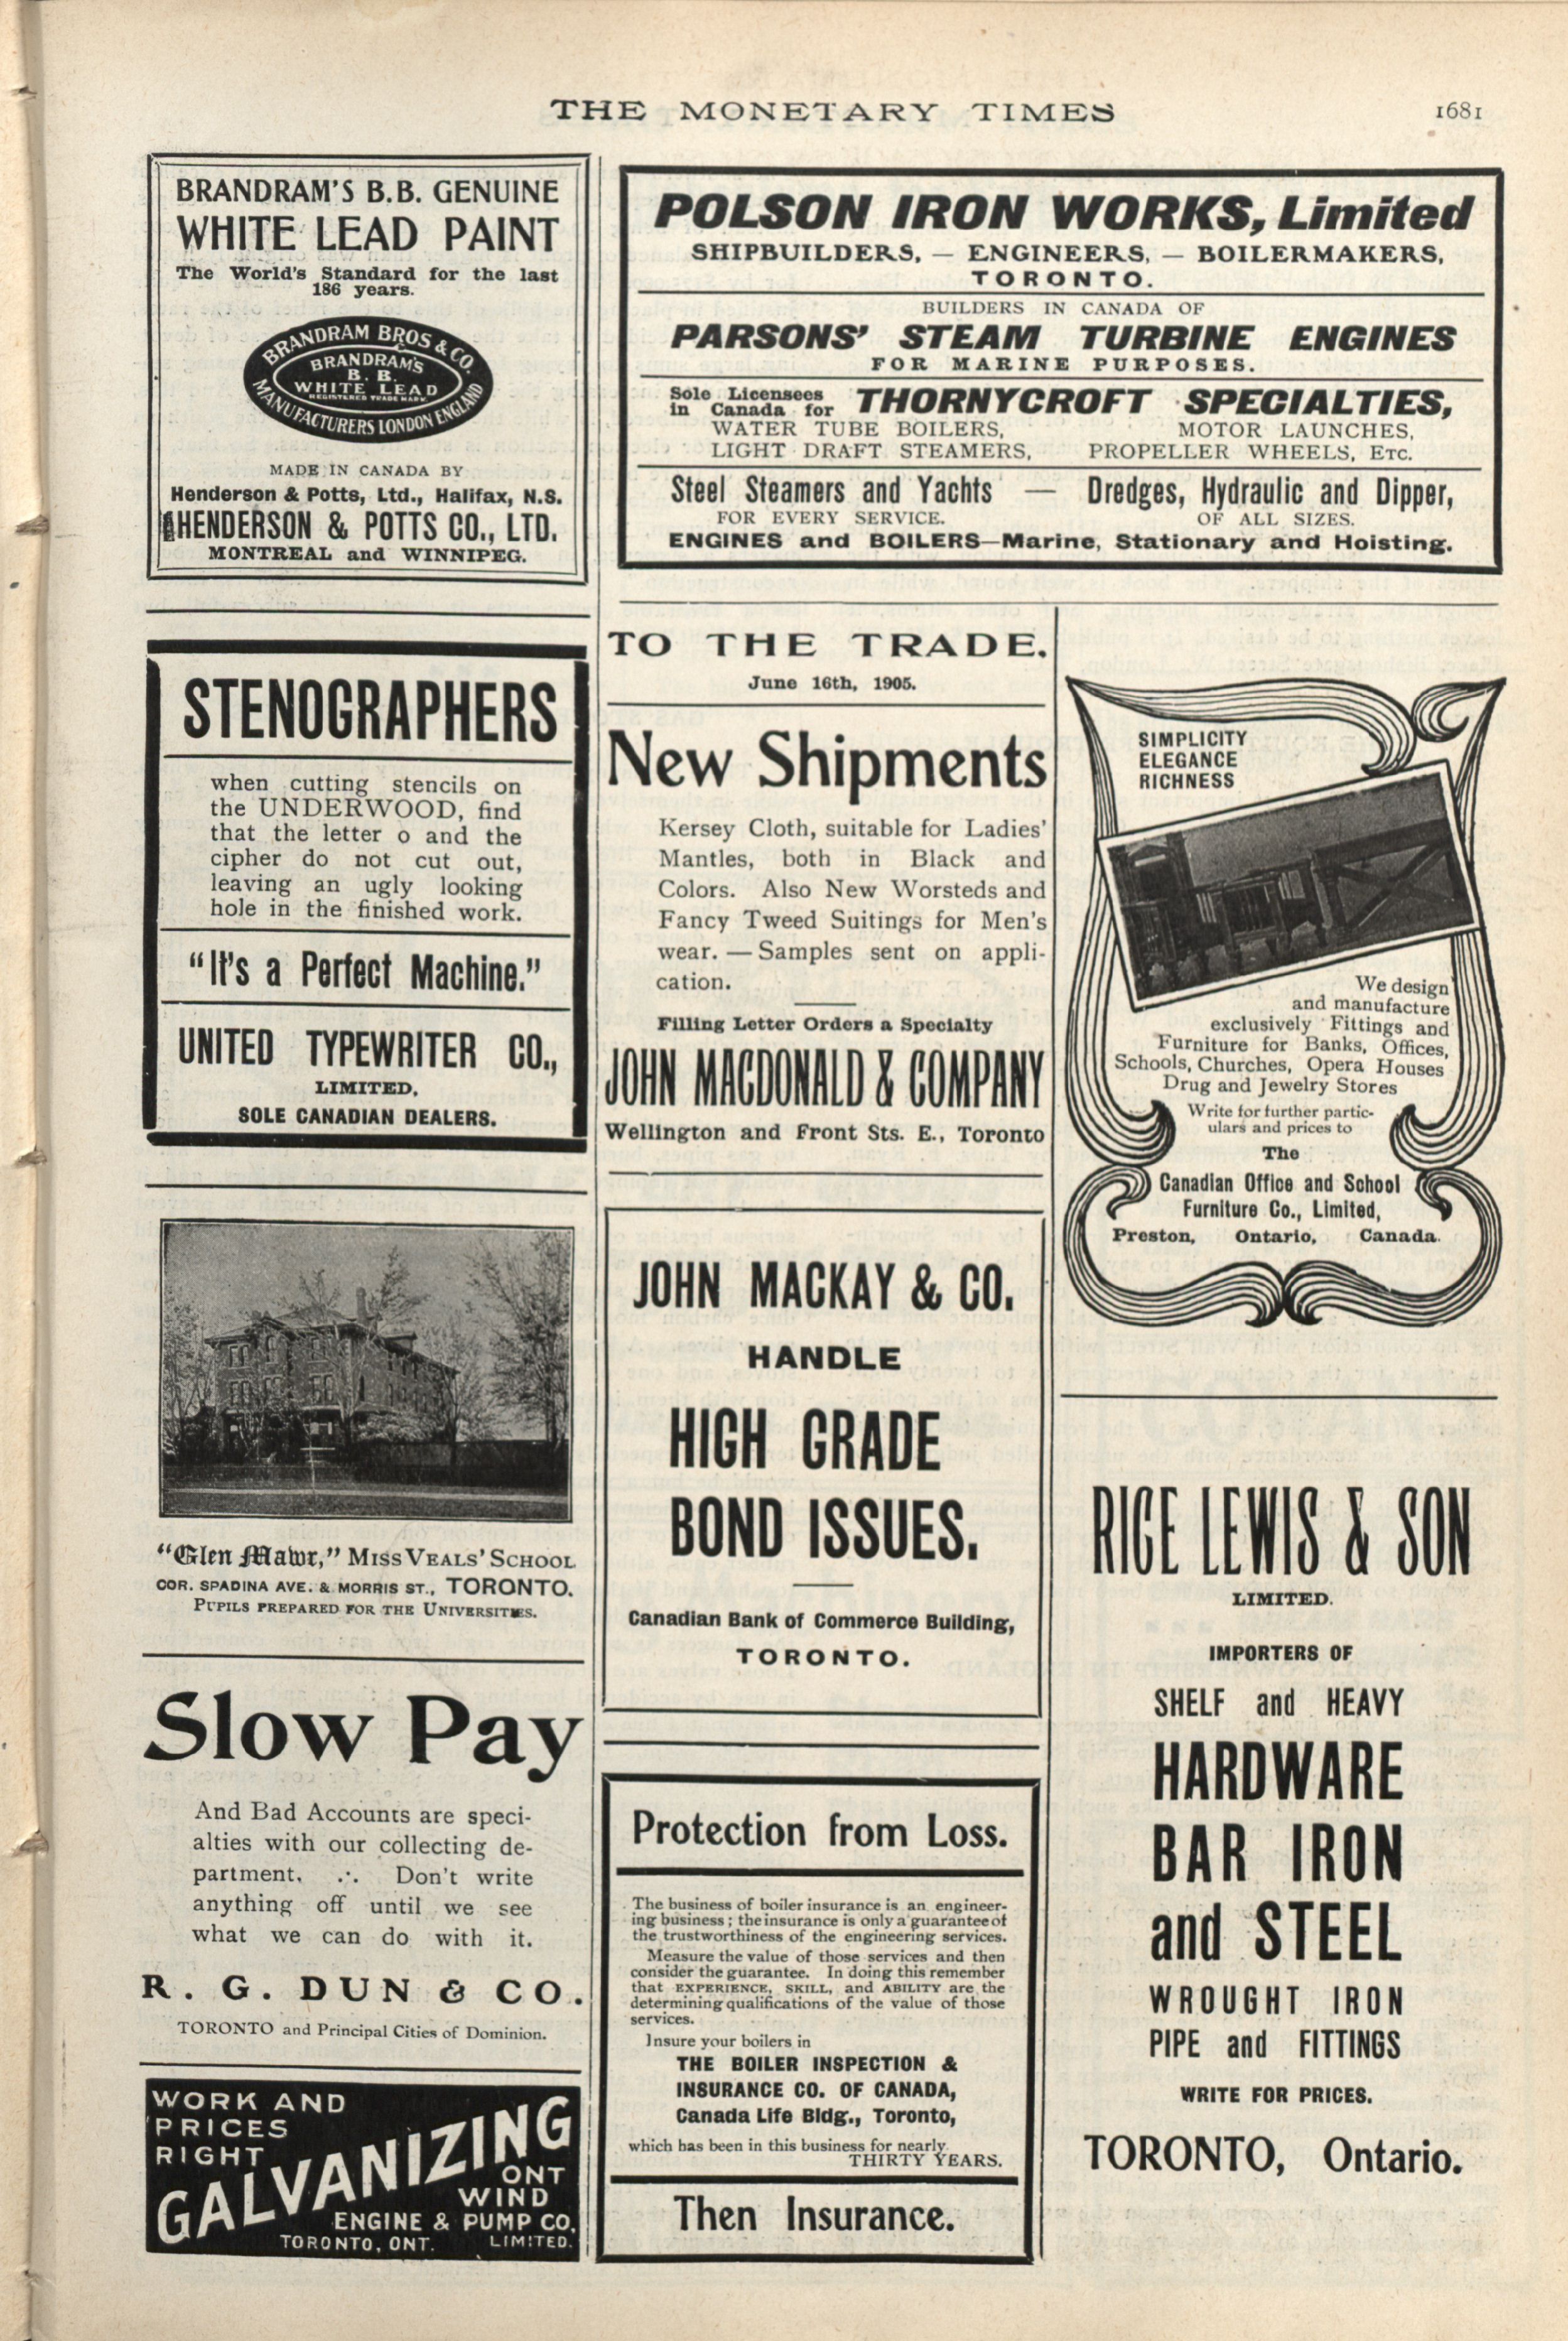 THE MONETARY TIMES
1681
BRANDRAM'S B.B. GENUINE
WHITE LEAD PAINT
The World's Standard for the last
186 years.
BRANDRAM BROS & CO.
BRANDRAM'S
B. B.
WHITE LEAD
REGISTERED TRADE MARK
MANUFACTURERS LONDON ENGLAND
MADE IN CANADA BY
Henderson & Potts, Ltd., Halifax, N.S.
HENDERSON & POTTS CO., LTD.
MONTREAL and WINNIPEG.
POLSON IRON WORKS, Limited
SHIPBUILDERS, — ENGINEERS, — BOILERMAKERS,
TORONTO.
BUILDERS IN CANADA OF
PARSONS' STEAM TURBINE ENGINES
FOR MARINE PURPOSES.
Sole Licensees
in Canada for
THORNYCROFT SPECIALTIES,
WATER TUBE BOILERS, MOTOR LAUNCHES,
LIGHT DRAFT STEAMERS, PROPELLER WHEELS, ETC.
Steel Steamers and Yachts — Dredges, Hydraulic and Dipper,
FOR EVERY SERVICE. OF ALL SIZES.
ENGINES and BOILERS—Marine, Stationary and Hoisting.
STENOGRAPHERS
when cutting stencils on
the UNDERWOOD, find
that the letter o and the
cipher do not cut out,
leaving an ugly looking
hole in the finished work.
"It's a Perfect Machine."
UNITED TYPEWRITER CO.,
LIMITED,
SOLE CANADIAN DEALERS.
"Glen Mawr," MISS VEALS' SCHOOL
COR. SPADINA AVE. & MORRIS ST., TORONTO.
PUPILS PREPARED FOR THE UNIVERSITIES.
Slow Pay
And Bad Accounts are speci-
alties with our collecting de-
partment. ∴ Don't write
anything off until we see
what we can do with it.
R. G. DUN & CO.
TORONTO and Principal Cities of Dominion.
WORK AND
PRICES
RIGHT
GALVANIZING
ONT
WIND
ENGINE & PUMP CO,
TORONTO, ONT. LIMITED.
TO THE TRADE.
June 16th, 1905.
New Shipments
Kersey Cloth, suitable for Ladies'
Mantles, both in Black and
Colors. Also New Worsteds and
Fancy Tweed Suitings for Men's
wear. — Samples sent on appli-
cation.
Filling Letter Orders a Specialty
JOHN MACDONALD & COMPANY
Wellington and Front Sts. E., Toronto
JOHN MACKAY & CO.
HANDLE
HIGH GRADE
BOND ISSUES.
Canadian Bank of Commerce Building,
TORONTO.
Protection from Loss.
The business of boiler insurance is an engineer-
ing business; the insurance is only a guarantee of
the trustworthiness of the engineering services.
Measure the value of those services and then
consider the guarantee. In doing this remember
that EXPERIENCE, SKILL, and ABILITY are the
determining qualifications of the value of those
services.
Insure your boilers in
THE BOILER INSPECTION &
INSURANCE CO. OF CANADA,
Canada Life Bldg., Toronto,
which has been in this business for nearly
THIRTY YEARS.
Then Insurance.
SIMPLICITY
ELEGANCE
RICHNESS
We design
and manufacture
exclusively Fittings and
Furniture for Banks, Offices,
Schools, Churches, Opera Houses
Drug and Jewelry Stores
Write for further partic-
ulars and prices to
The
Canadian Office and School
Furniture Co., Limited,
Preston, Ontario, Canada.
RICE LEWIS & SON
LIMITED.
IMPORTERS OF
SHELF and HEAVY
HARDWARE
BAR IRON
and STEEL
WROUGHT IRON
PIPE and FITTINGS
WRITE FOR PRICES.
TORONTO, Ontario.